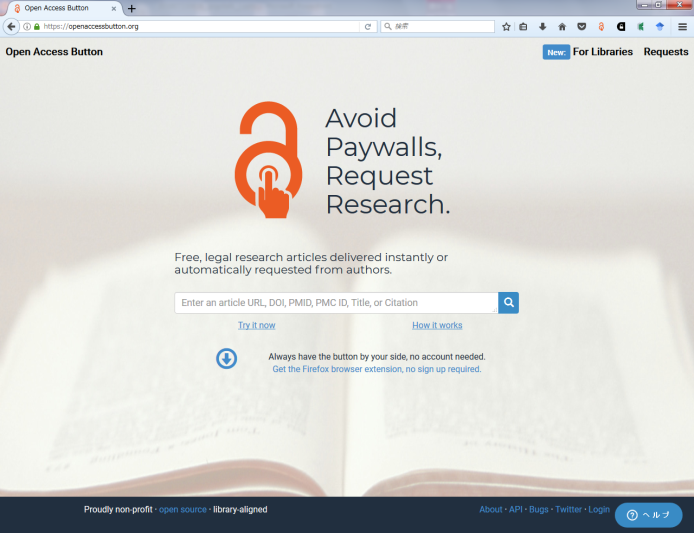 Open Access Button
https://openaccessbutton.org
検索
Open Access Button
New: For Libraries Requests
Avoid
Paywalls,
Request
Research.
Free, legal research articles delivered instantly or
automatically requested from authors.
Enter an article URL, DOI, PMID, PMC ID, Title, or Citation
Try it now
How it works
Always have the button by your side, no account needed.
Get the Firefox browser extension, no sign up required.
Proudly non-profit · open source · library-aligned
About · API · Bugs · Twitter · Login
ヘルプ